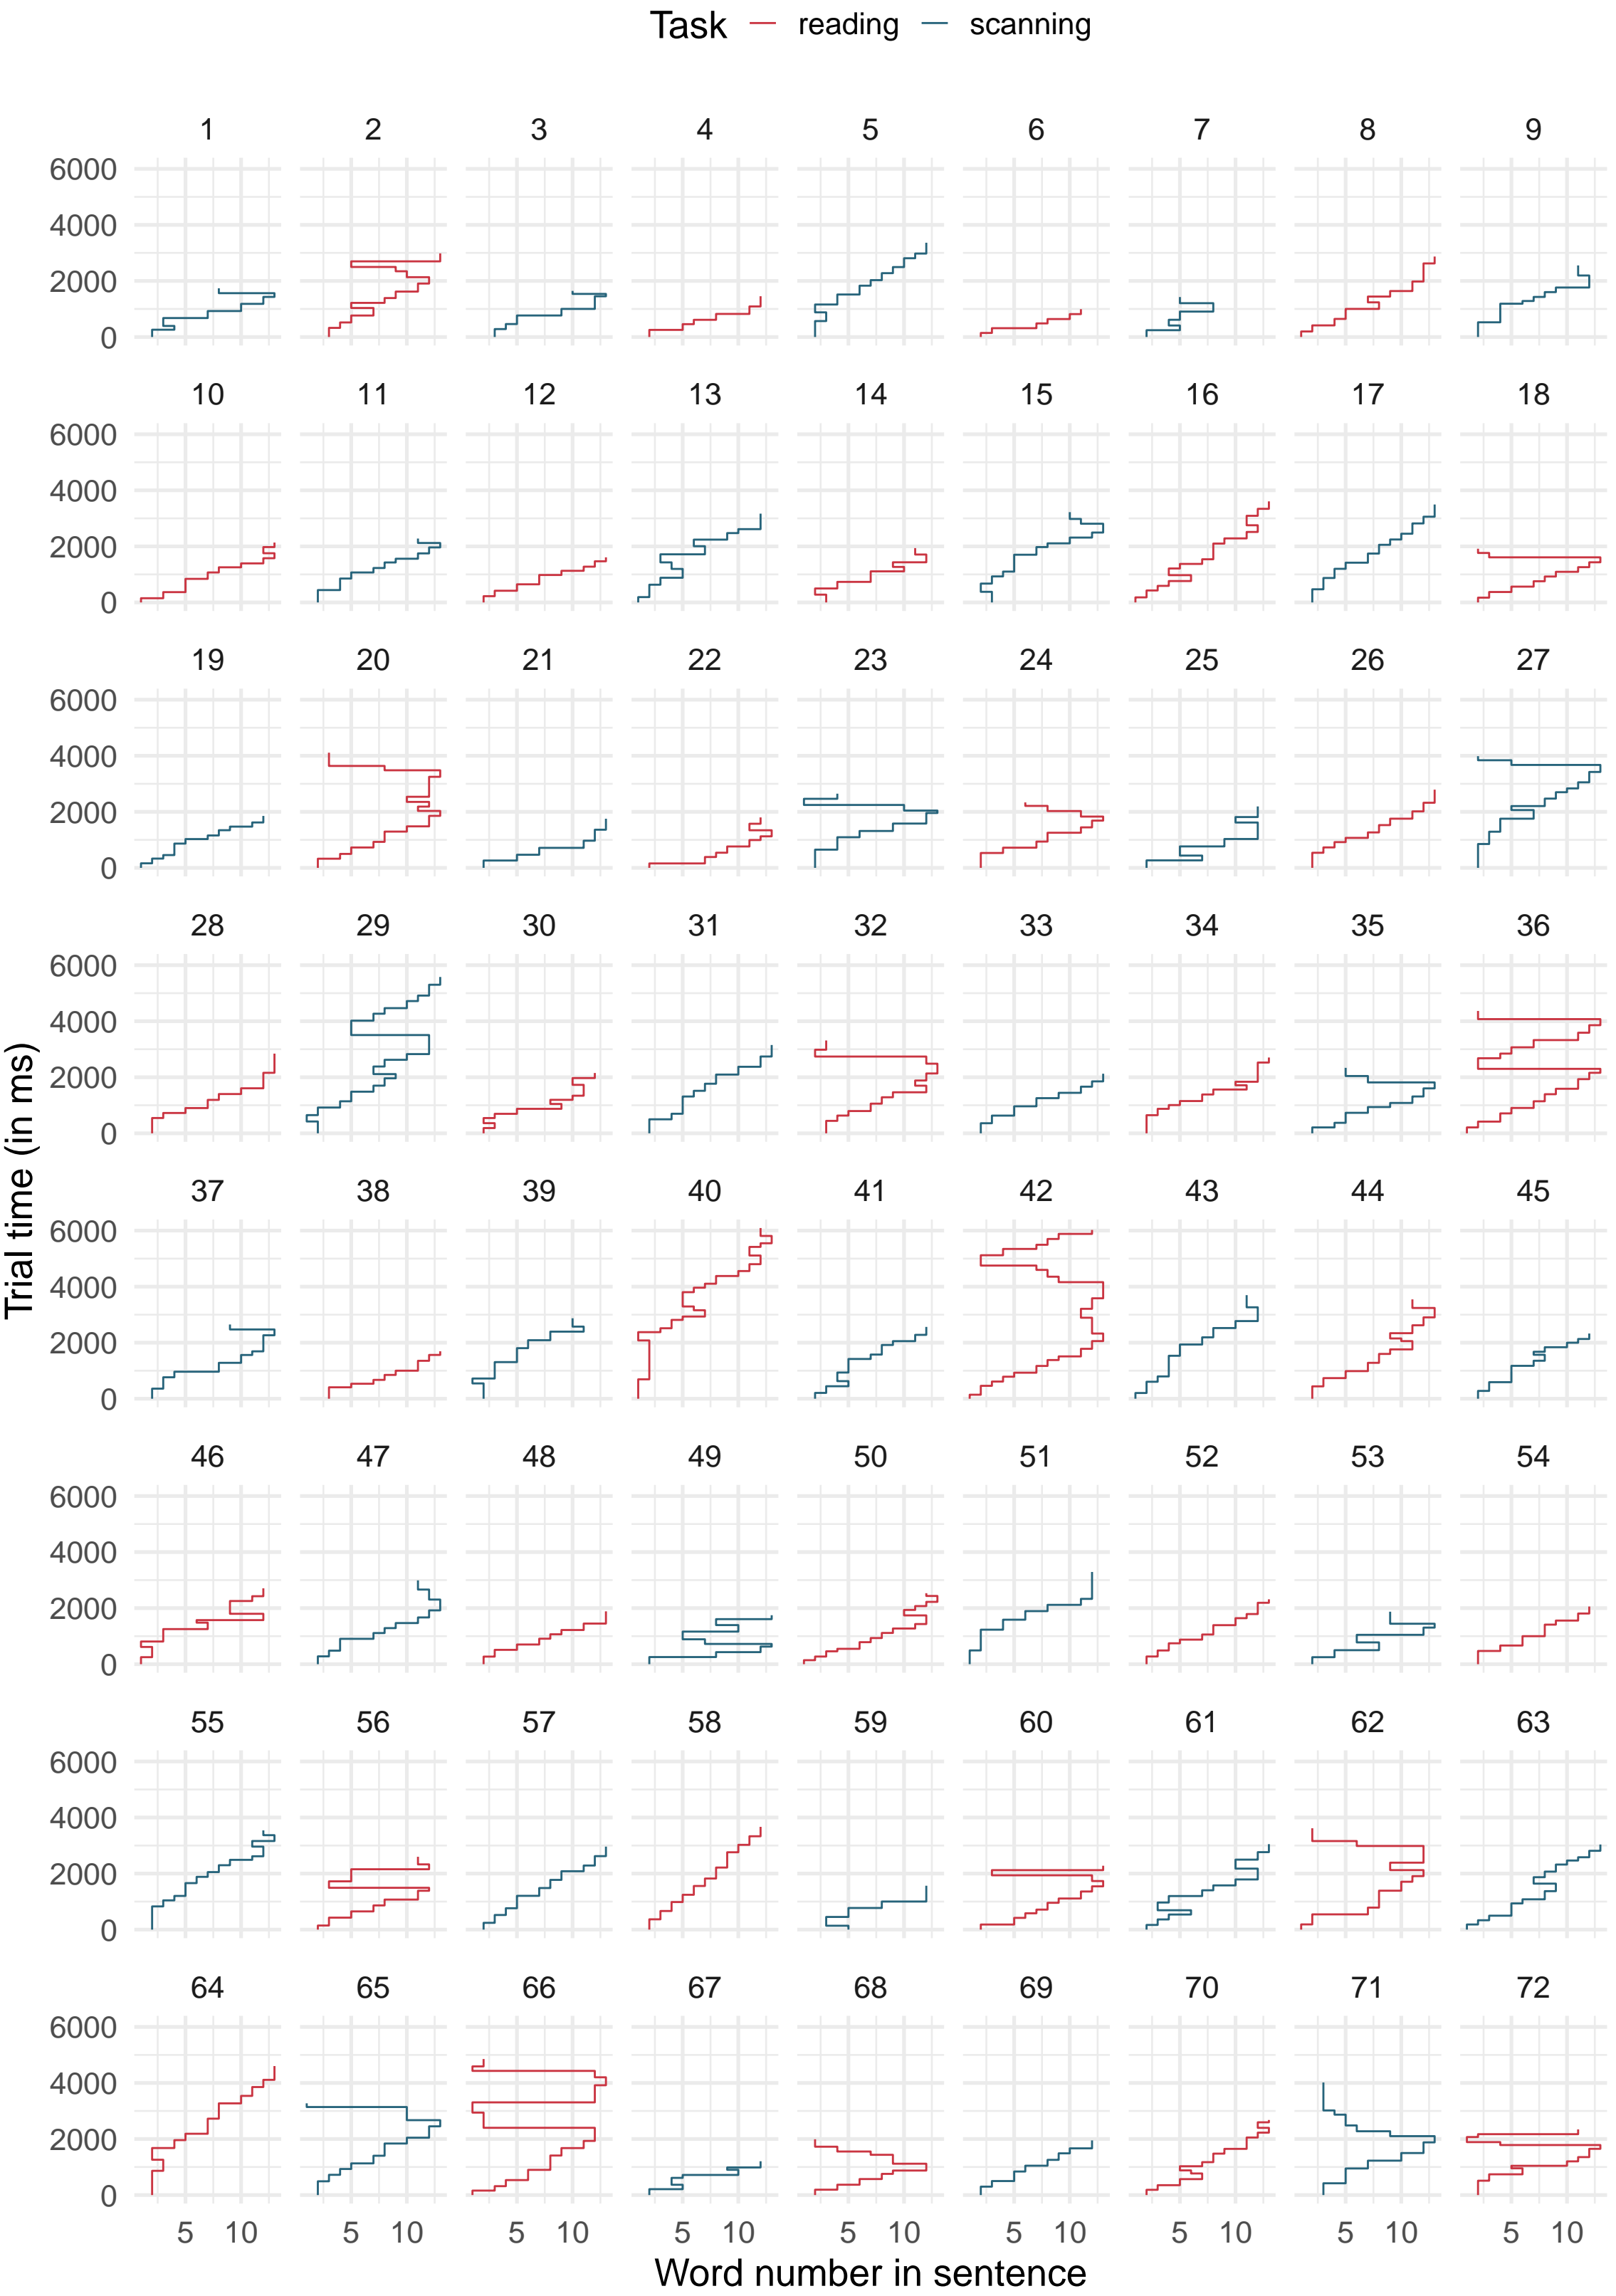 Task reading scanning
1 2 3 4 5 6 7 8 9
6000
4000
2000
0
10 11 12 13 14 15 16 17 18
6000
4000
2000
0
19 20 21 22 23 24 25 26 27
6000
4000
2000
0
28 29 30 31 32 33 34 35 36
6000
4000
2000
0
37 38 39 40 41 42 43 44 45
6000
4000
2000
0
46 47 48 49 50 51 52 53 54
6000
4000
2000
0
55 56 57 58 59 60 61 62 63
6000
4000
2000
0
64 65 66 67 68 69 70 71 72
6000
4000
2000
0
5 10 5 10 5 10 5 10 5 10 5 10 5 10 5 10 5 10
Word number in sentence
Trial time (in ms)